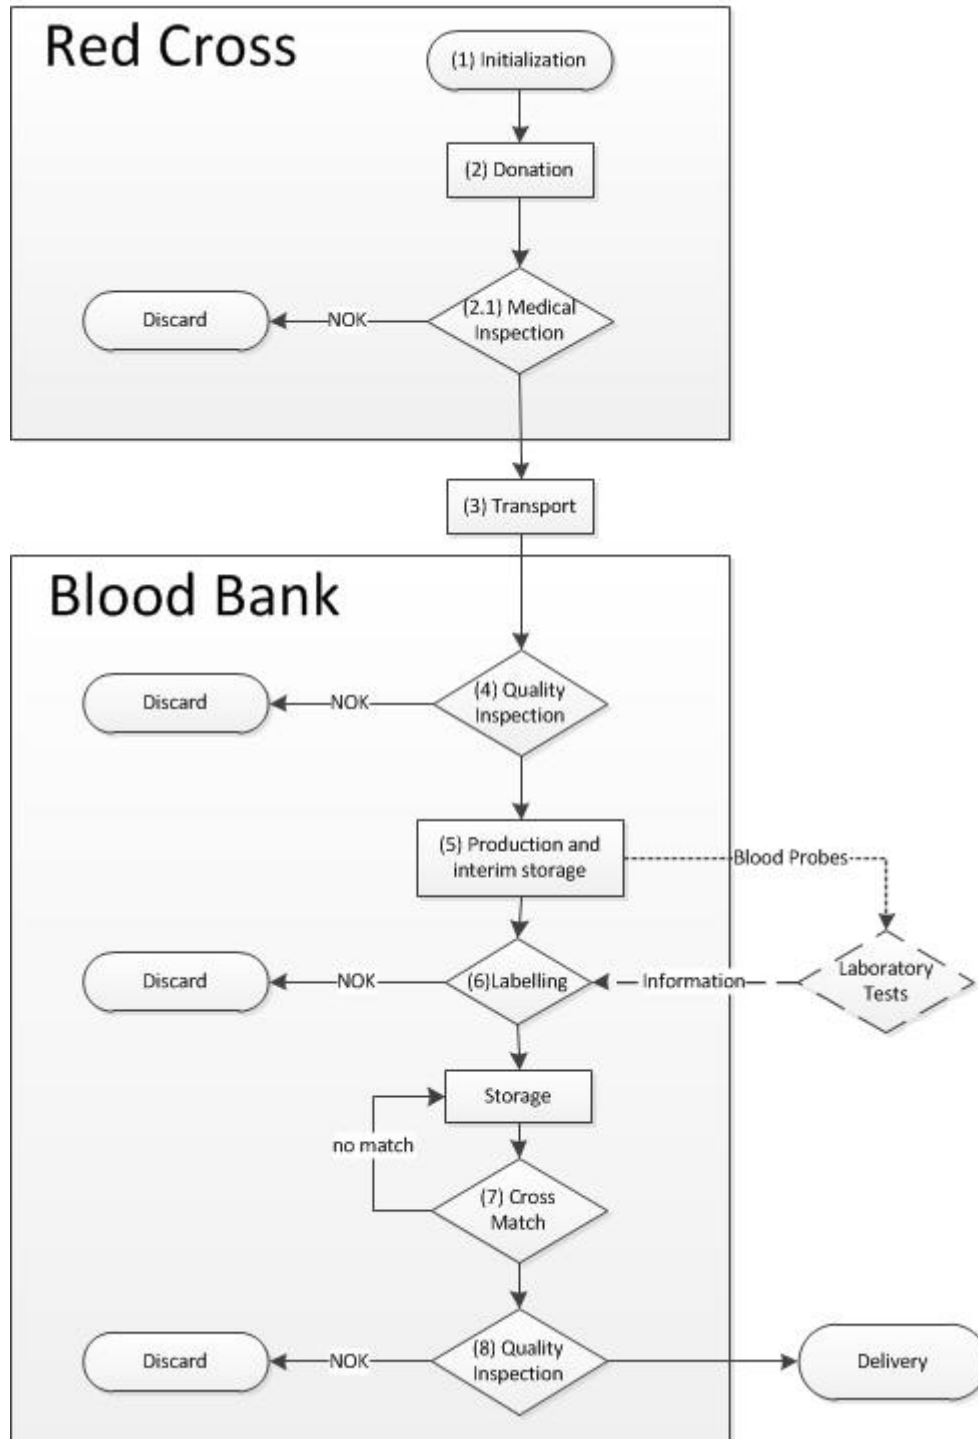 Red Cross
(1) Initialization
(2) Donation
(2.1) Medical
Inspection
NOK
Discard
(3) Transport
Blood Bank
(4) Quality
Inspection
NOK
Discard
(5) Production and
interim storage
Blood Probes
Laboratory
Tests
Information
(6)Labelling
NOK
Discard
Storage
no match
(7) Cross
Match
(8) Quality
Inspection
NOK
Discard
Delivery